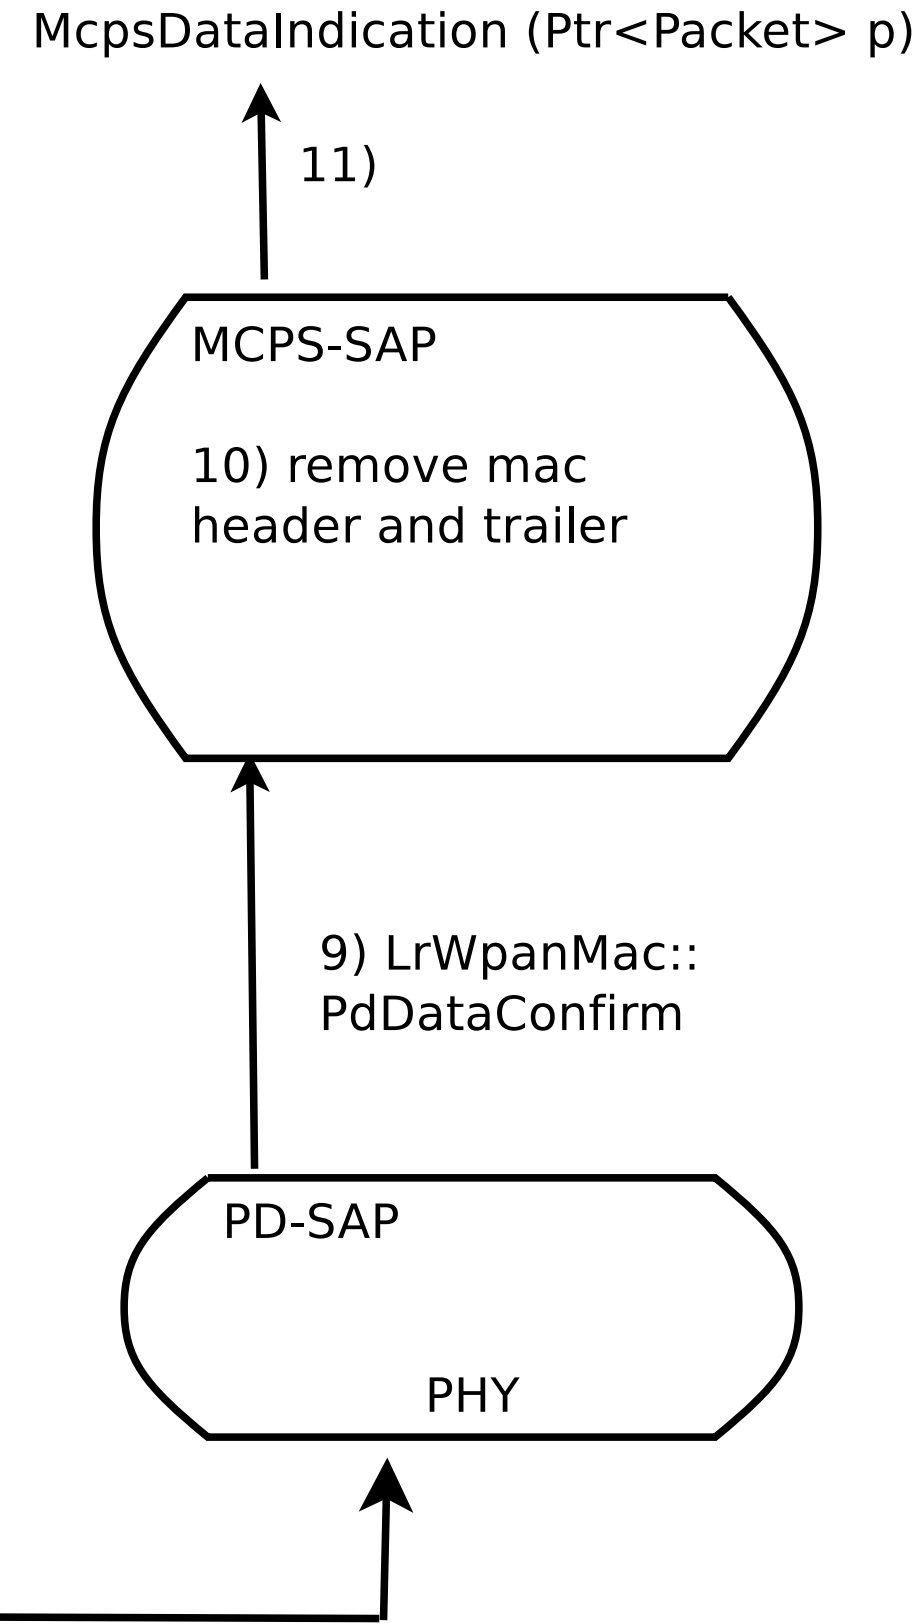 McpsDataIndication (Ptr<Packet> p)
11)
MCPS-SAP
10) remove mac
header and trailer
9) LrWpanMac::
PdDataConfirm
PD-SAP
PHY